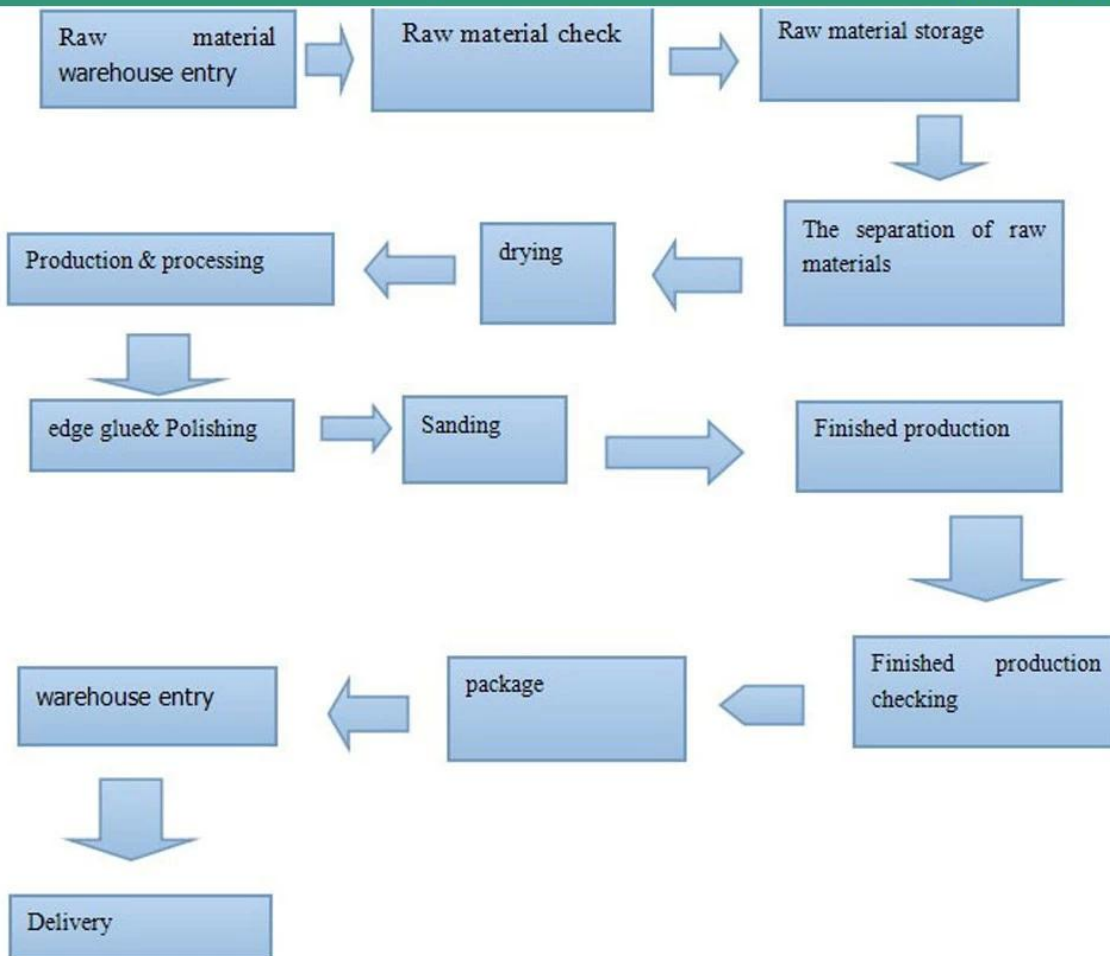 Raw material
warehouse entry
Raw material check
Raw material storage
The separation of raw
materials
drying
Production & processing
edge glue& Polishing
Sanding
Finished production
Finished production
checking
package
warehouse entry
Delivery